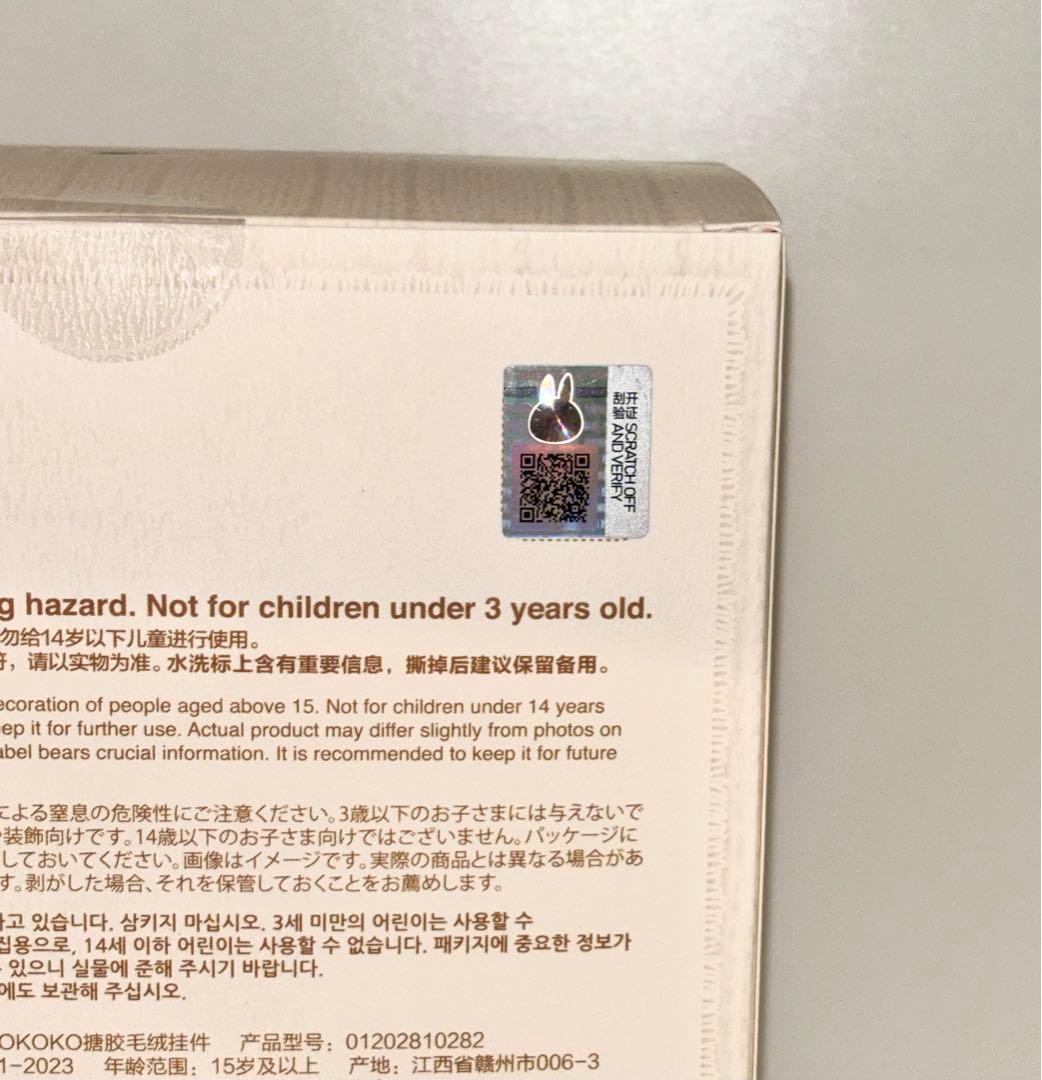 开 证 SCRATCH OFF
刮 验 AND VERIFY
g hazard. Not for children under 3 years old.
勿给14岁以下儿童进行使用。
符，请以实物为准。水洗标上含有重要信息，撕掉后建议保留备用。
ecoration of people aged above 15. Not for children under 14 years
eep it for further use. Actual product may differ slightly from photos on
abel bears crucial information. It is recommended to keep it for future
による窒息の危険性にご注意ください。3歳以下のお子さまには与えないで
や装飾向けです。14歳以下のお子さま向けではございません。パッケージに
しておいてください。画像はイメージです。実際の商品とは異なる場合があ
す。剥がした場合、それを保管しておくことをお薦めします。
하고 있습니다. 삼키지 마십시오. 3세 미만의 어린이는 사용할 수
집용으로, 14세 이하 어린이는 사용할 수 없습니다. 패키지에 중요한 정보가
있으니 실물에 준해 주시기 바랍니다.
에도 보관해 주십시오.
OKOKO搪胶毛绒挂件 产品型号：01202810282
1-2023 年龄范围：15岁及以上 产地：江西省赣州市006-3